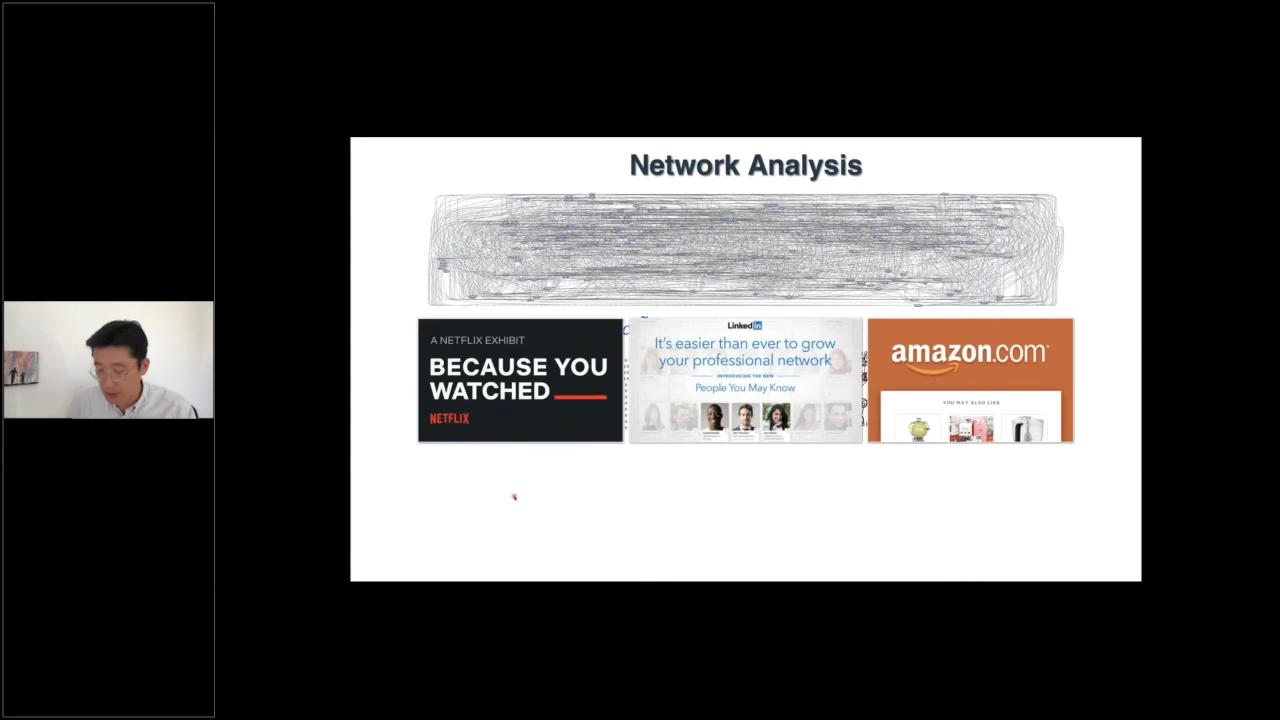 Network Analysis
A NETFLIX EXHIBIT
BECAUSE YOU
WATCHED
NETFLIX
Linked in
It's easier than ever to grow
your professional network
INTRODUCING THE NEW
People You May Know
amazon.com
YOU MAY ALSO LIKE